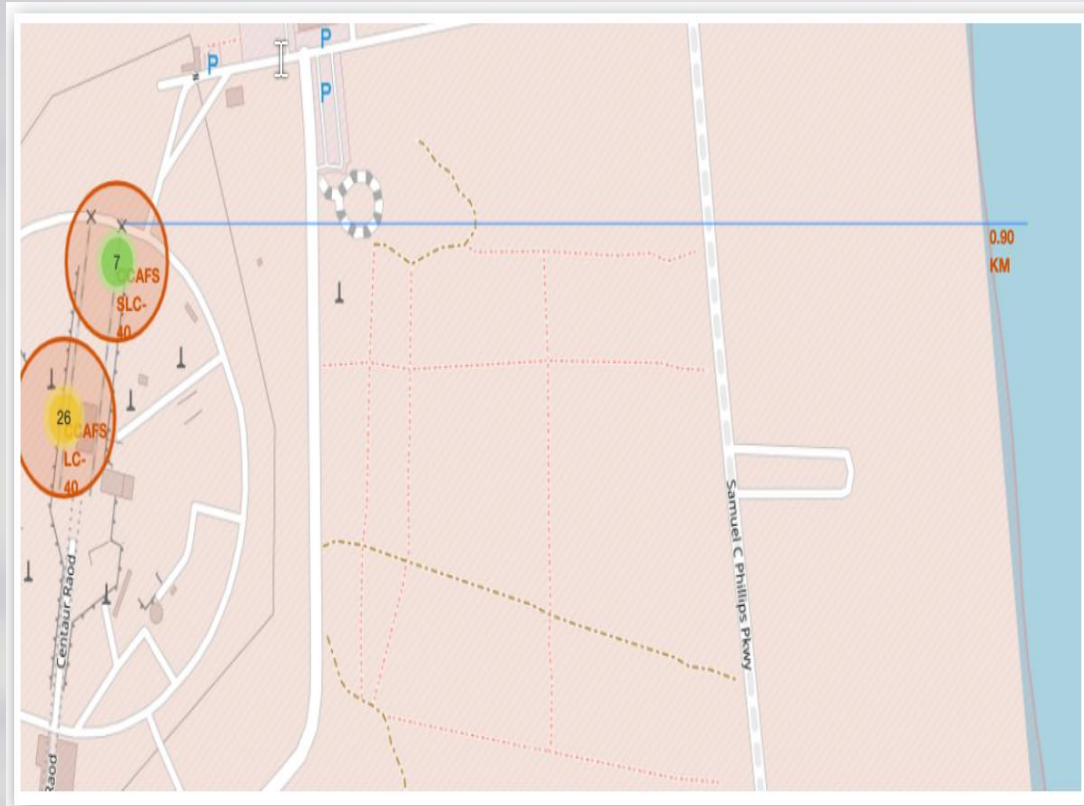 P
P
P
7
CCAFS
SLC-
40
0.90
KM
26
CCAFS
LC-
40
Samuel C Phillips Pkwy
Centaur Raod
Raod